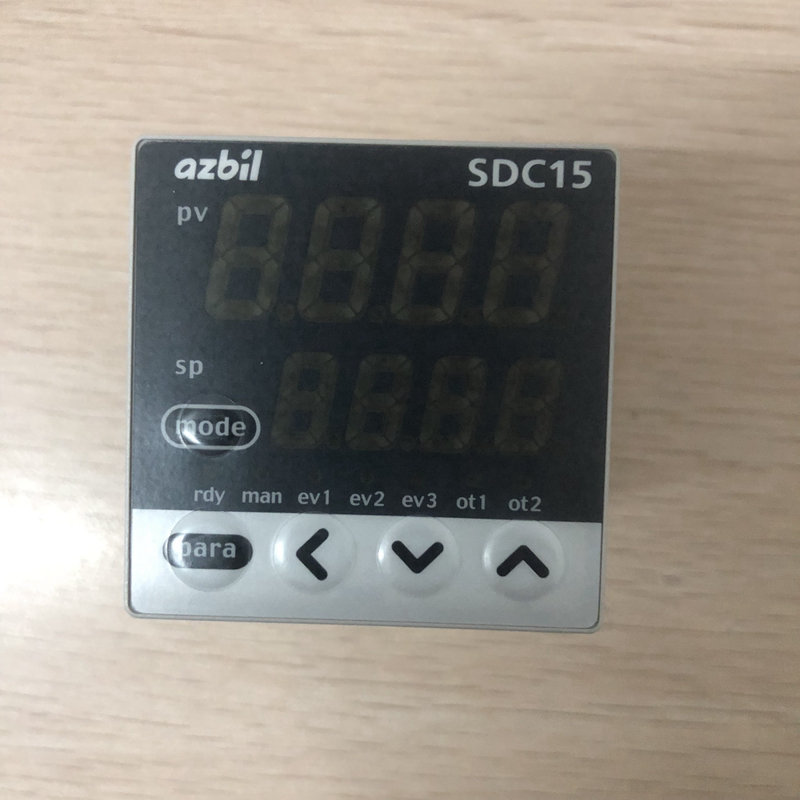 azbil SDC15
pv
sp
mode
rdy man ev1 ev2 ev3 ot1 ot2
para